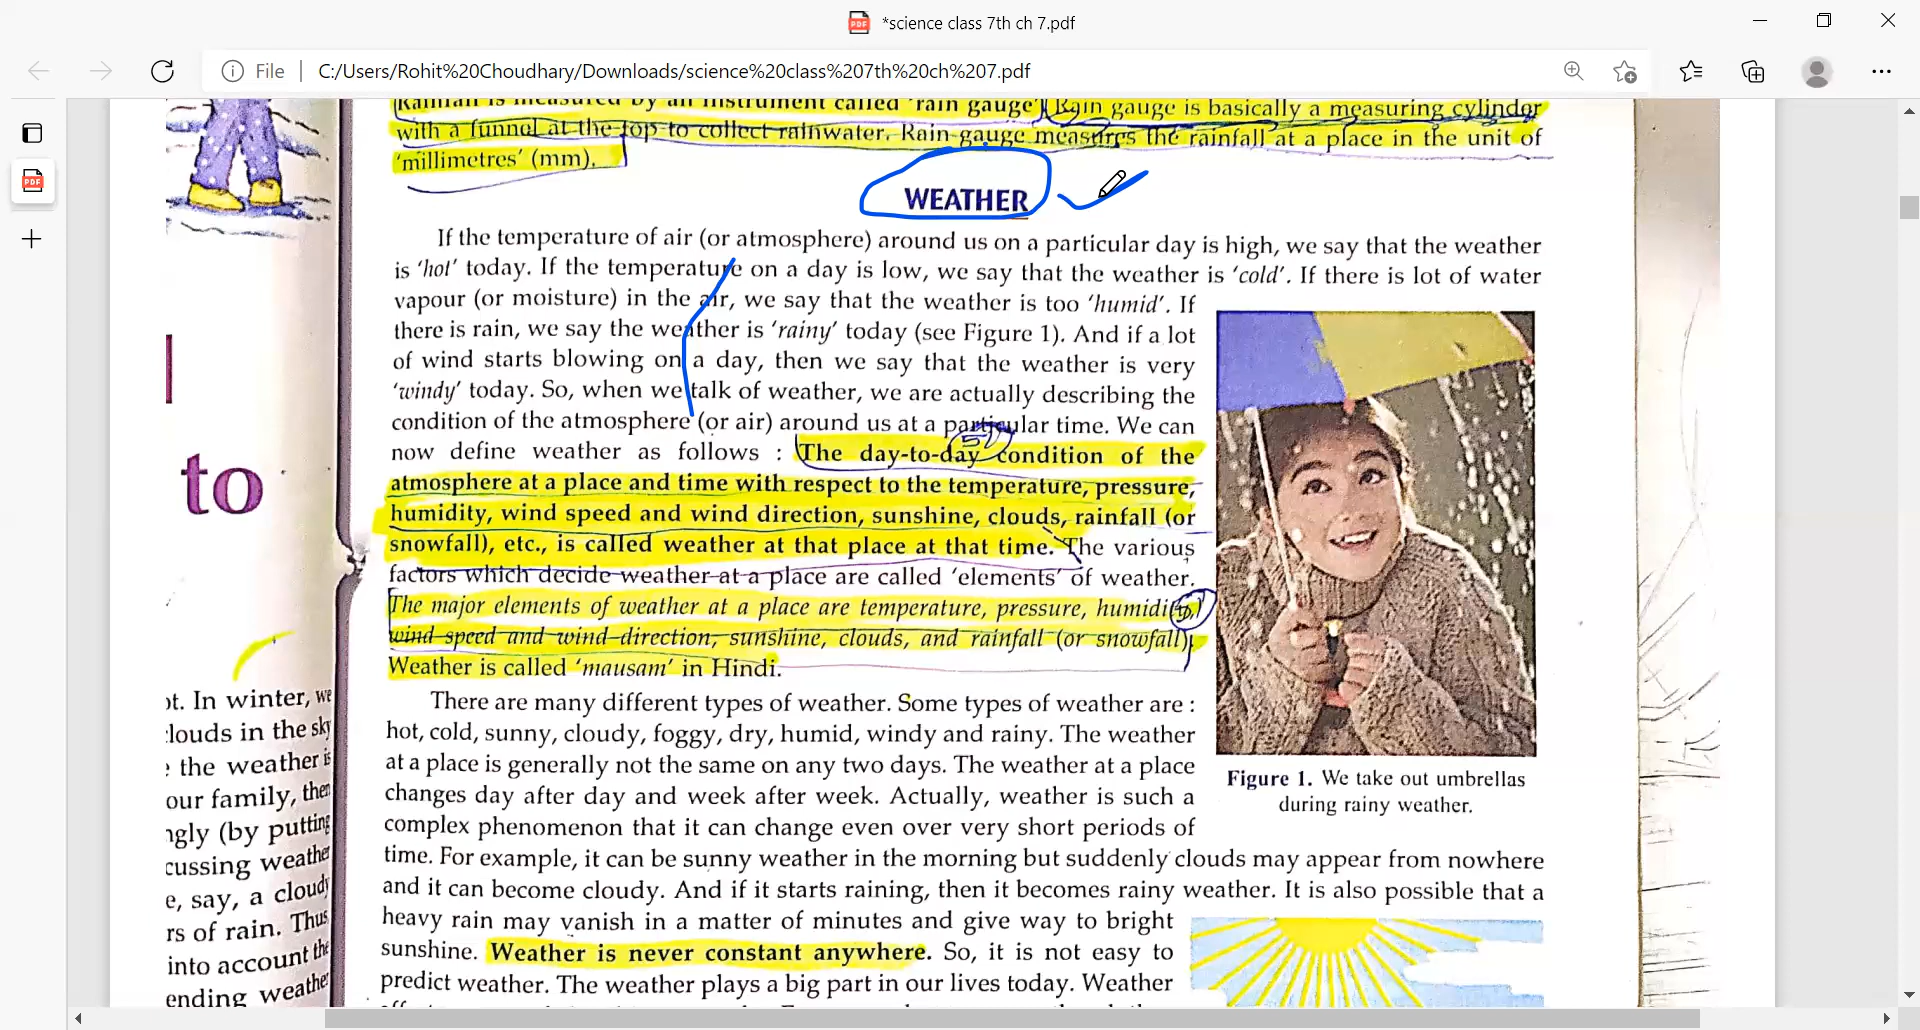 *science class 7th ch 7.pdf
File
C:/Users/Rohit%20Choudhary/Downloads/science%20class%207th%20ch%207.pdf
Rainfall is measured by an instrument called 'rain gauge'. Rain gauge is basically a measuring cylinder
with a funnel at the top to collect rainwater. Rain gauge measures the rainfall at a place in the unit of
'millimetres' (mm).
WEATHER
If the temperature of air (or atmosphere) around us on a particular day is high, we say that the weather
is 'hot' today. If the temperature on a day is low, we say that the weather is 'cold'. If there is lot of water
vapour (or moisture) in the air, we say that the weather is too 'humid'. If
there is rain, we say the weather is 'rainy' today (see Figure 1). And if a lot
of wind starts blowing on a day, then we say that the weather is very
'windy' today. So, when we talk of weather, we are actually describing the
condition of the atmosphere (or air) around us at a particular time. We can
now define weather as follows : The day-to-day condition of the
atmosphere at a place and time with respect to the temperature, pressure,
humidity, wind speed and wind direction, sunshine, clouds, rainfall (or
snowfall), etc., is called weather at that place at that time. The various
factors which decide weather at a place are called 'elements' of weather.
The major elements of weather at a place are temperature, pressure, humidity,
wind speed and wind direction, sunshine, clouds, and rainfall (or snowfall).
Weather is called 'mausam' in Hindi.
There are many different types of weather. Some types of weather are :
hot, cold, sunny, cloudy, foggy, dry, humid, windy and rainy. The weather
at a place is generally not the same on any two days. The weather at a place
changes day after day and week after week. Actually, weather is such a
complex phenomenon that it can change even over very short periods of
time. For example, it can be sunny weather in the morning but suddenly clouds may appear from nowhere
and it can become cloudy. And if it starts raining, then it becomes rainy weather. It is also possible that a
heavy rain may vanish in a matter of minutes and give way to bright
sunshine. Weather is never constant anywhere. So, it is not easy to
predict weather. The weather plays a big part in our lives today. Weather
Figure 1. We take out umbrellas
during rainy weather.
to
ot. In winter, we
clouds in the sky
the weather is
our family, then
ngly (by putting
cussing weather
e, say, a cloudy
rs of rain. Thus
into account the
ending weather